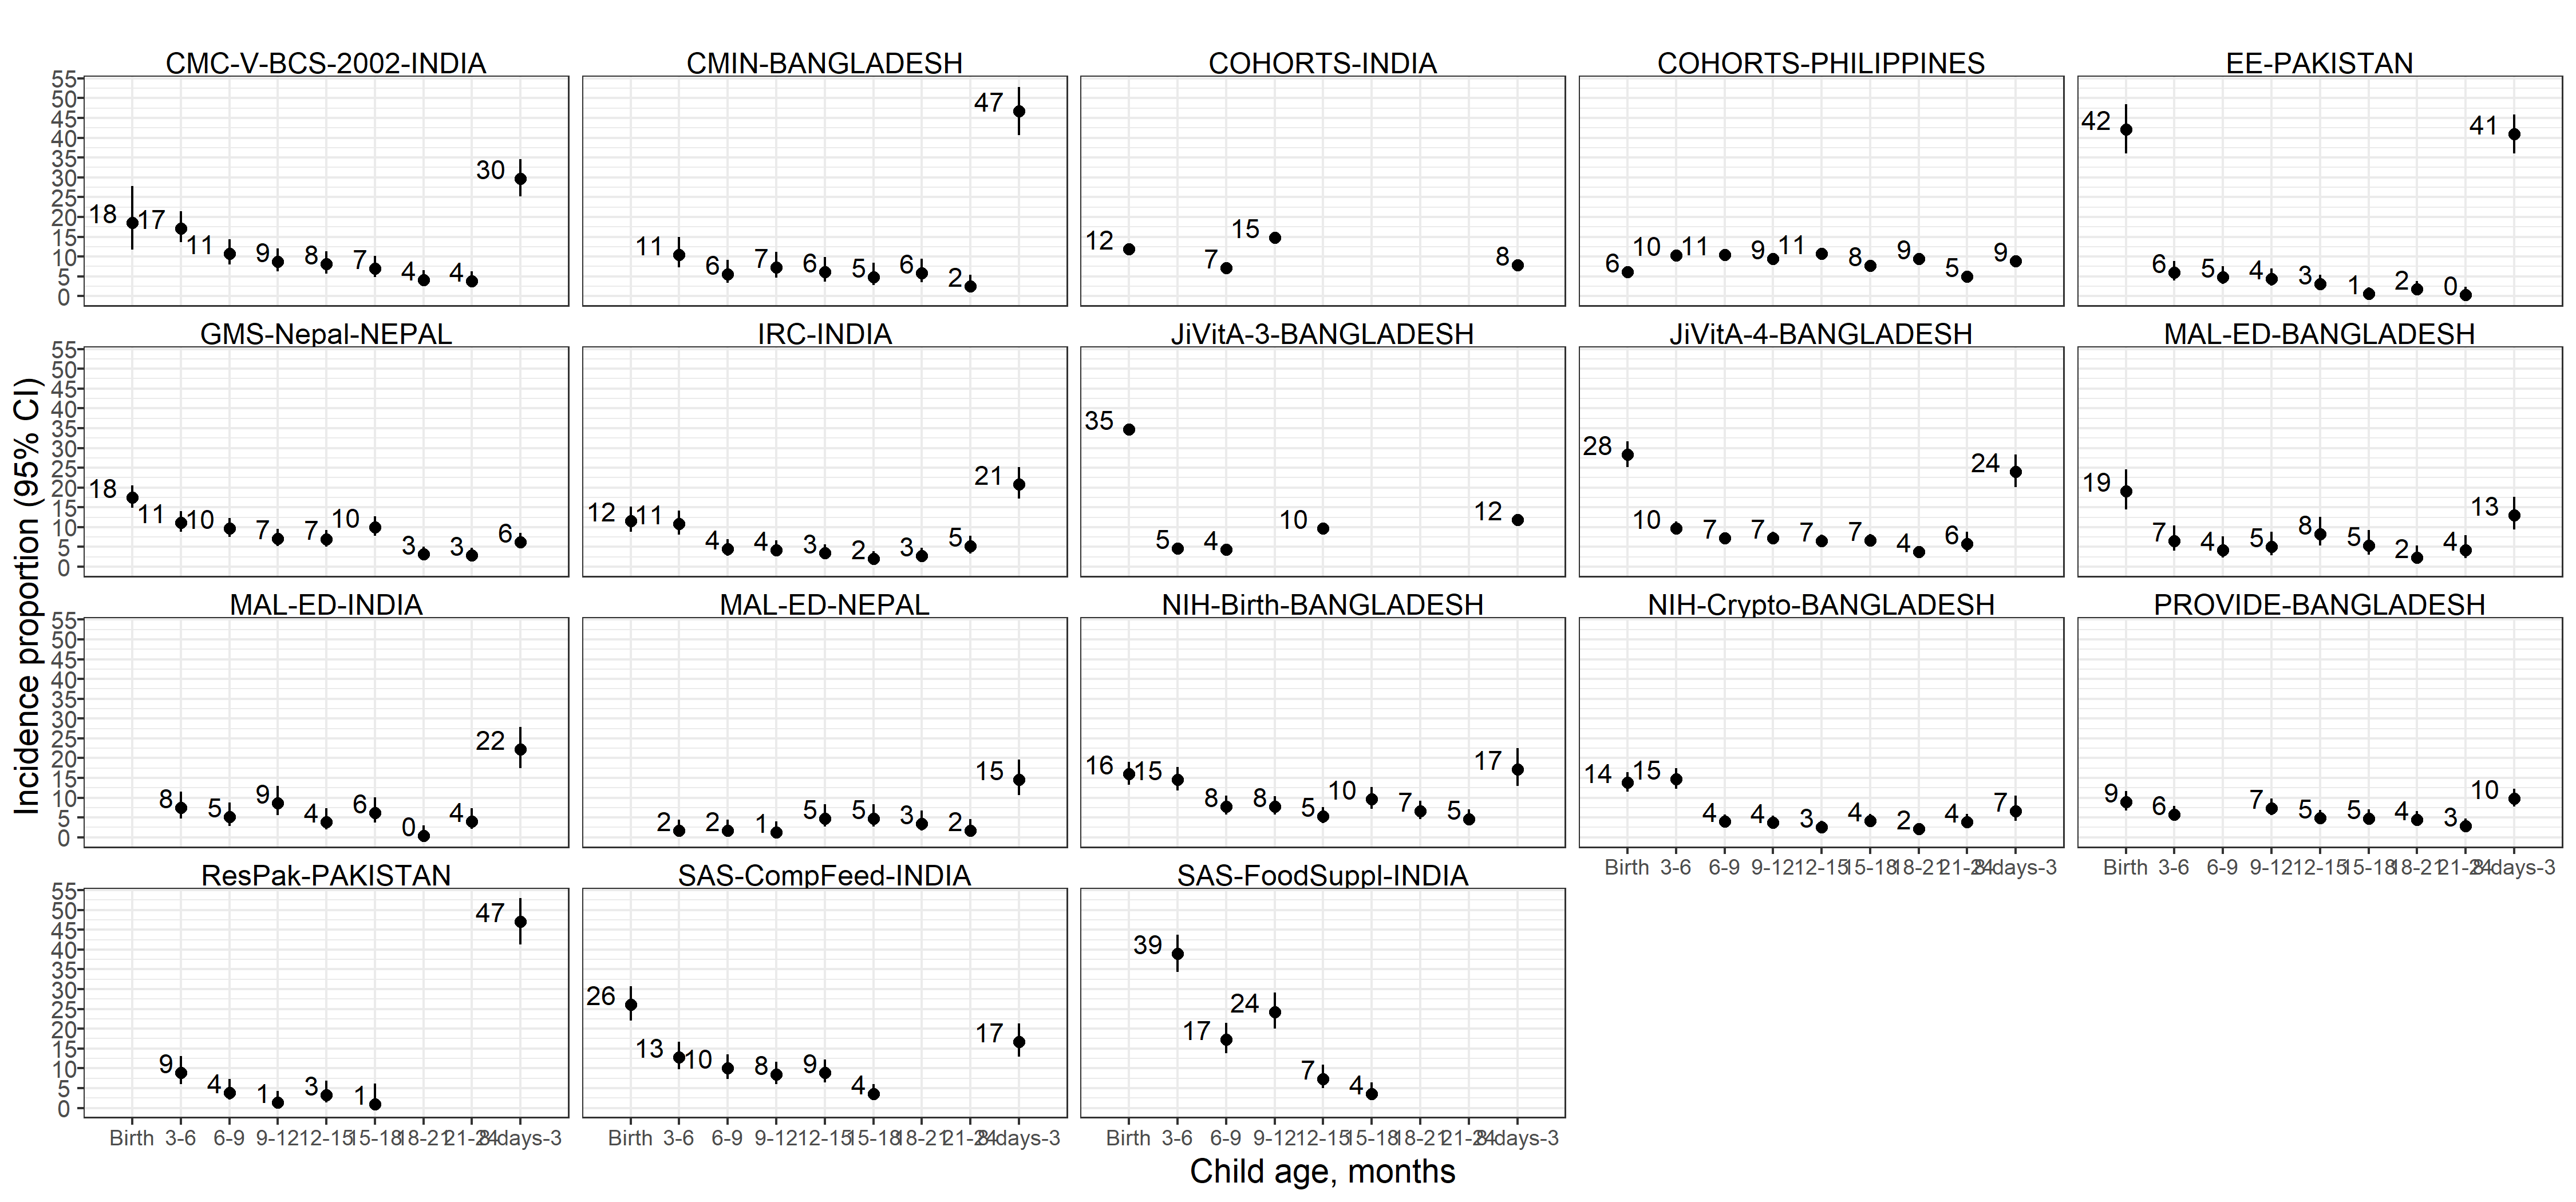 CMC-V-BCS-2002-INDIA CMIN-BANGLADESH COHORTS-INDIA COHORTS-PHILIPPINES EE-PAKISTAN
55
50
45
40
35
30
25
20
15
10
5
0
18 17 11 9 8 7 4 4 30
11 6 7 6 5 6 2 47
12 7 15 8
6 10 11 9 11 8 9 5 9
42 6 5 4 3 1 2 0 41
GMS-Nepal-NEPAL IRC-INDIA JiVitA-3-BANGLADESH JiVitA-4-BANGLADESH MAL-ED-BANGLADESH
55
50
45
40
35
30
25
20
15
10
5
0
18 11 10 7 7 10 3 3 6
12 11 4 4 3 2 3 5 21
35 5 4 10 12
28 10 7 7 7 7 4 6 24
19 7 4 5 8 5 2 4 13
Incidence proportion (95% CI)
MAL-ED-INDIA MAL-ED-NEPAL NIH-Birth-BANGLADESH NIH-Crypto-BANGLADESH PROVIDE-BANGLADESH
55
50
45
40
35
30
25
20
15
10
5
0
8 5 9 4 6 0 4 22
2 2 1 5 5 3 2 15
16 15 8 8 5 10 7 5 17
14 15 4 4 3 4 2 4 7
9 6 7 5 5 4 3 10
Birth 3-6 6-9 9-12 12-15 15-18 18-21 21-24 8 days-3
Birth 3-6 6-9 9-12 12-15 15-18 18-21 21-24 8 days-3
ResPak-PAKISTAN SAS-CompFeed-INDIA SAS-FoodSuppl-INDIA
55
50
45
40
35
30
25
20
15
10
5
0
9 4 1 3 1 47
26 13 10 8 9 4 17
39 17 24 7 4
Birth 3-6 6-9 9-12 12-15 15-18 18-21 21-24 8 days-3
Birth 3-6 6-9 9-12 12-15 15-18 18-21 21-24 8 days-3
Birth 3-6 6-9 9-12 12-15 15-18 18-21 21-24 8 days-3
Child age, months